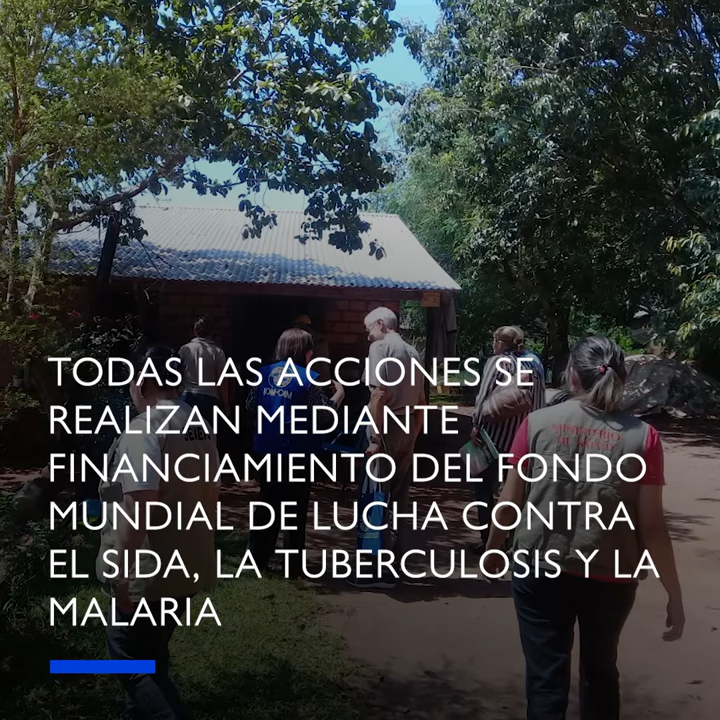 TODAS LAS ACCIONES SE
REALIZAN MEDIANTE
FINANCIAMIENTO DEL FONDO
MUNDIAL DE LUCHA CONTRA
EL SIDA, LA TUBERCULOSIS Y LA
MALARIA
MINISTERIO